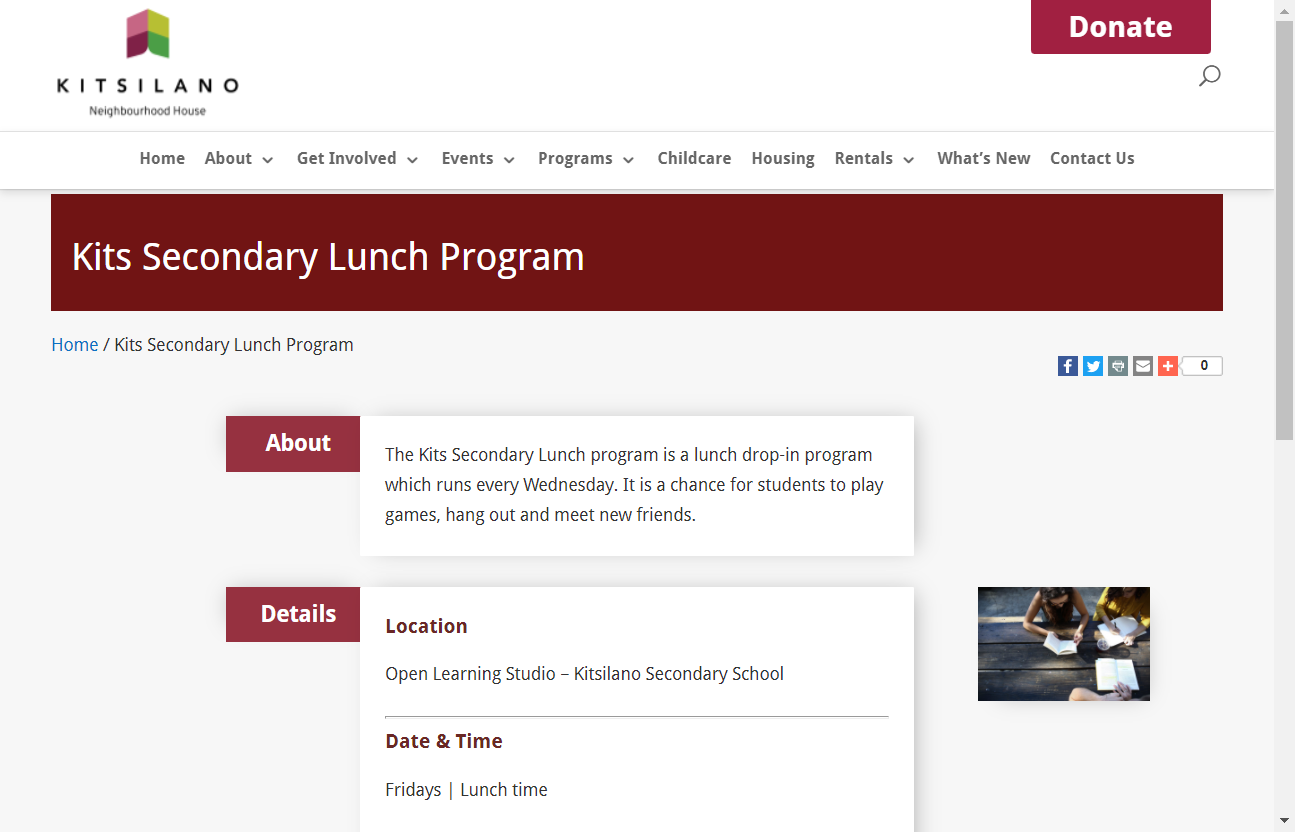 KITSILANO
Neighbourhood House
Donate
Home About Get Involved Events Programs Childcare Housing Rentals What's New Contact Us
Kits Secondary Lunch Program
Home / Kits Secondary Lunch Program
0
About
The Kits Secondary Lunch program is a lunch drop-in program
which runs every Wednesday. It is a chance for students to play
games, hang out and meet new friends.
Details
Location
Open Learning Studio – Kitsilano Secondary School
Date & Time
Fridays | Lunch time